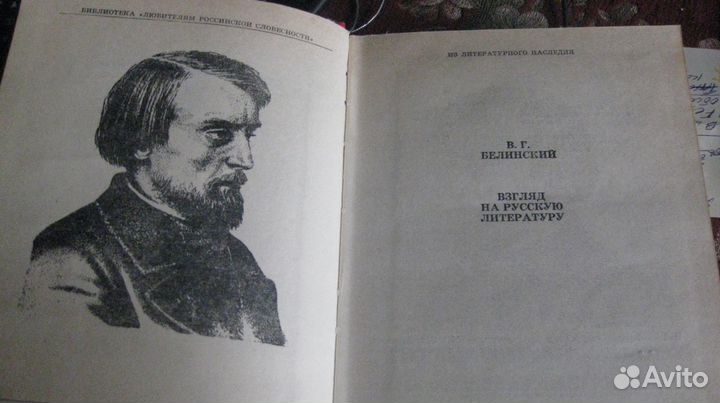 БИБЛИОТЕКА «ЛЮБИТЕЛЯМ РОССИЙСКОЙ СЛОВЕСНОСТИ»
ИЗ ЛИТЕРАТУРНОГО НАСЛЕДИЯ
В. Г.
БЕЛИНСКИЙ
ВЗГЛЯД
НА РУССКУЮ
ЛИТЕРАТУРУ
Avito